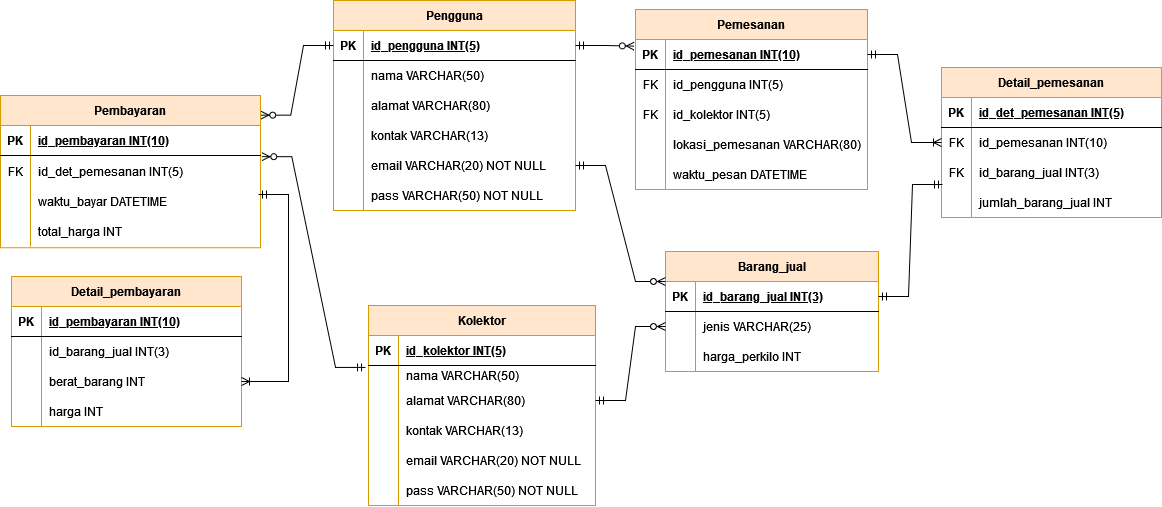 Pengguna
PK id_pengguna INT(5)
nama VARCHAR(50)
alamat VARCHAR(80)
kontak VARCHAR(13)
email VARCHAR(20) NOT NULL
pass VARCHAR(50) NOT NULL
Pemesanan
PK id_pemesanan INT(10)
FK id_pengguna INT(5)
FK id_kolektor INT(5)
lokasi_pemesanan VARCHAR(80)
waktu_pesan DATETIME
Detail_pemesanan
PK id_det_pemesanan INT(5)
FK id_pemesanan INT(10)
FK id_barang_jual INT(3)
jumlah_barang_jual INT
Pembayaran
PK id_pembayaran INT(10)
FK id_det_pemesanan INT(5)
waktu_bayar DATETIME
total_harga INT
Detail_pembayaran
PK id_pembayaran INT(10)
id_barang_jual INT(3)
berat_barang INT
harga INT
Kolektor
PK id_kolektor INT(5)
nama VARCHAR(50)
alamat VARCHAR(80)
kontak VARCHAR(13)
email VARCHAR(20) NOT NULL
pass VARCHAR(50) NOT NULL
Barang_jual
PK id_barang_jual INT(3)
jenis VARCHAR(25)
harga_perkilo INT